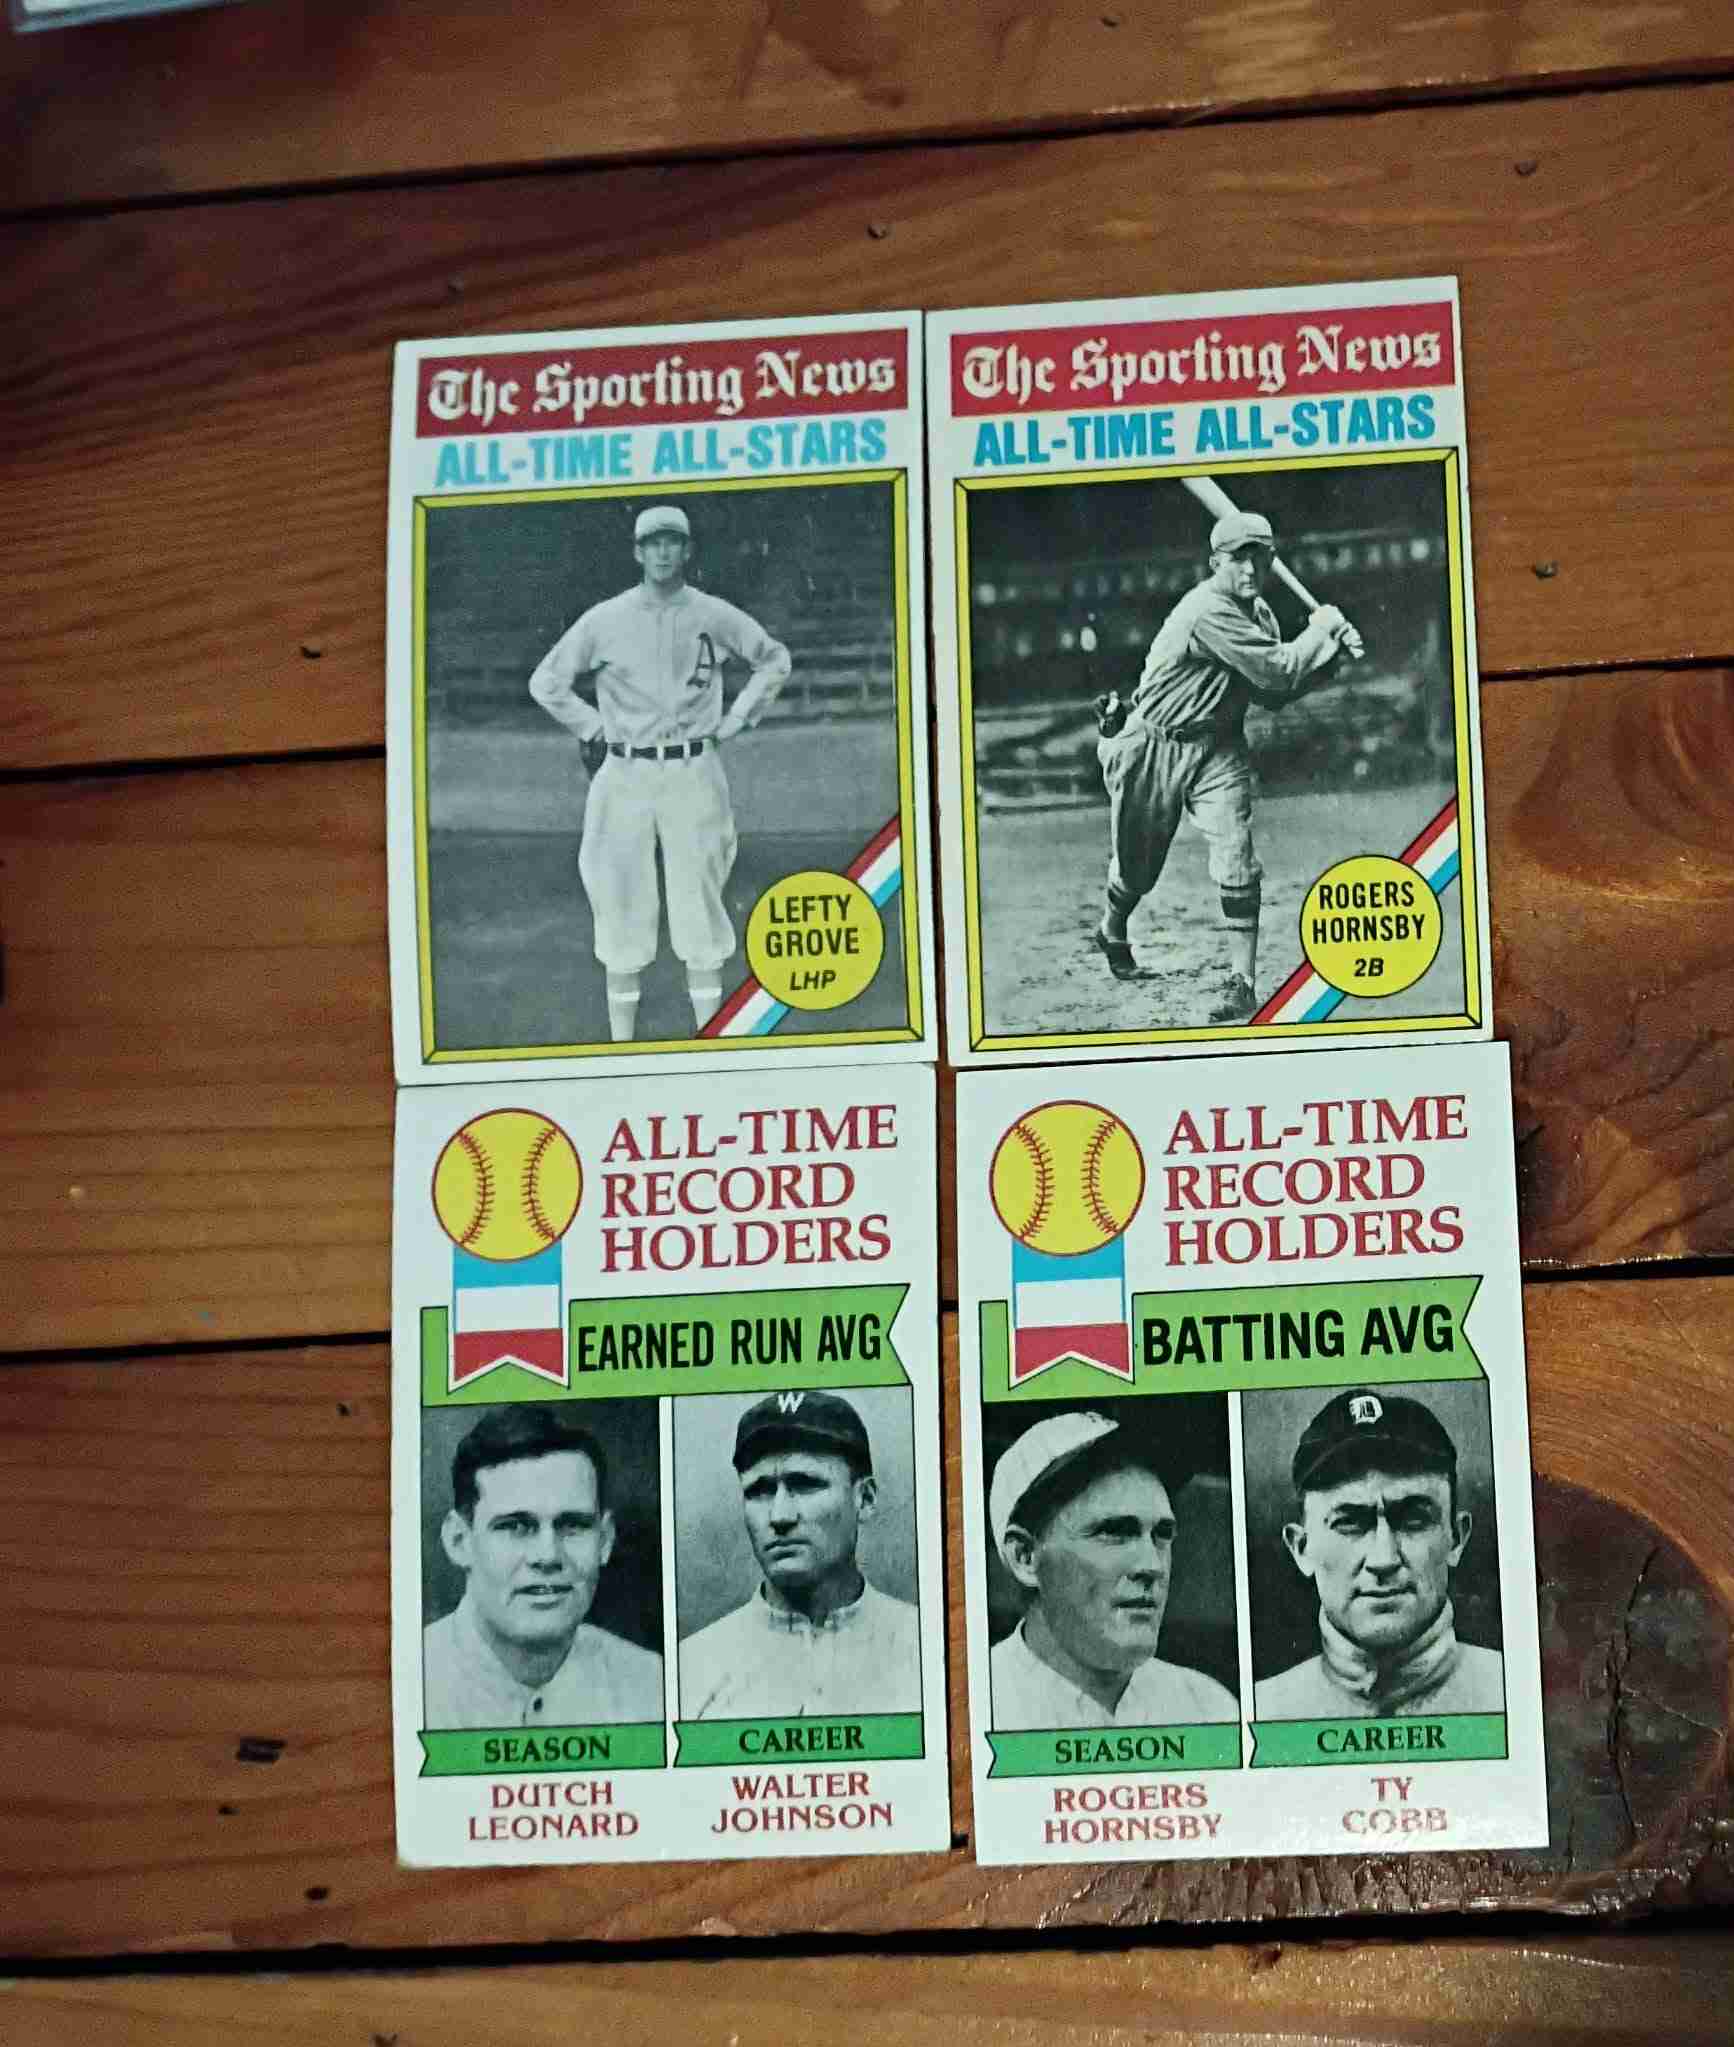 The Sporting News
ALL-TIME ALL-STARS
A
LEFTY
GROVE
LHP
The Sporting News
ALL-TIME ALL-STARS
ROGERS
HORNSBY
2B
ALL-TIME
RECORD
HOLDERS
EARNED RUN AVG
W
SEASON
CAREER
DUTCH
LEONARD
WALTER
JOHNSON
ALL-TIME
RECORD
HOLDERS
BATTING AVG
D
SEASON
CAREER
ROGERS
HORNSBY
TY
COBB